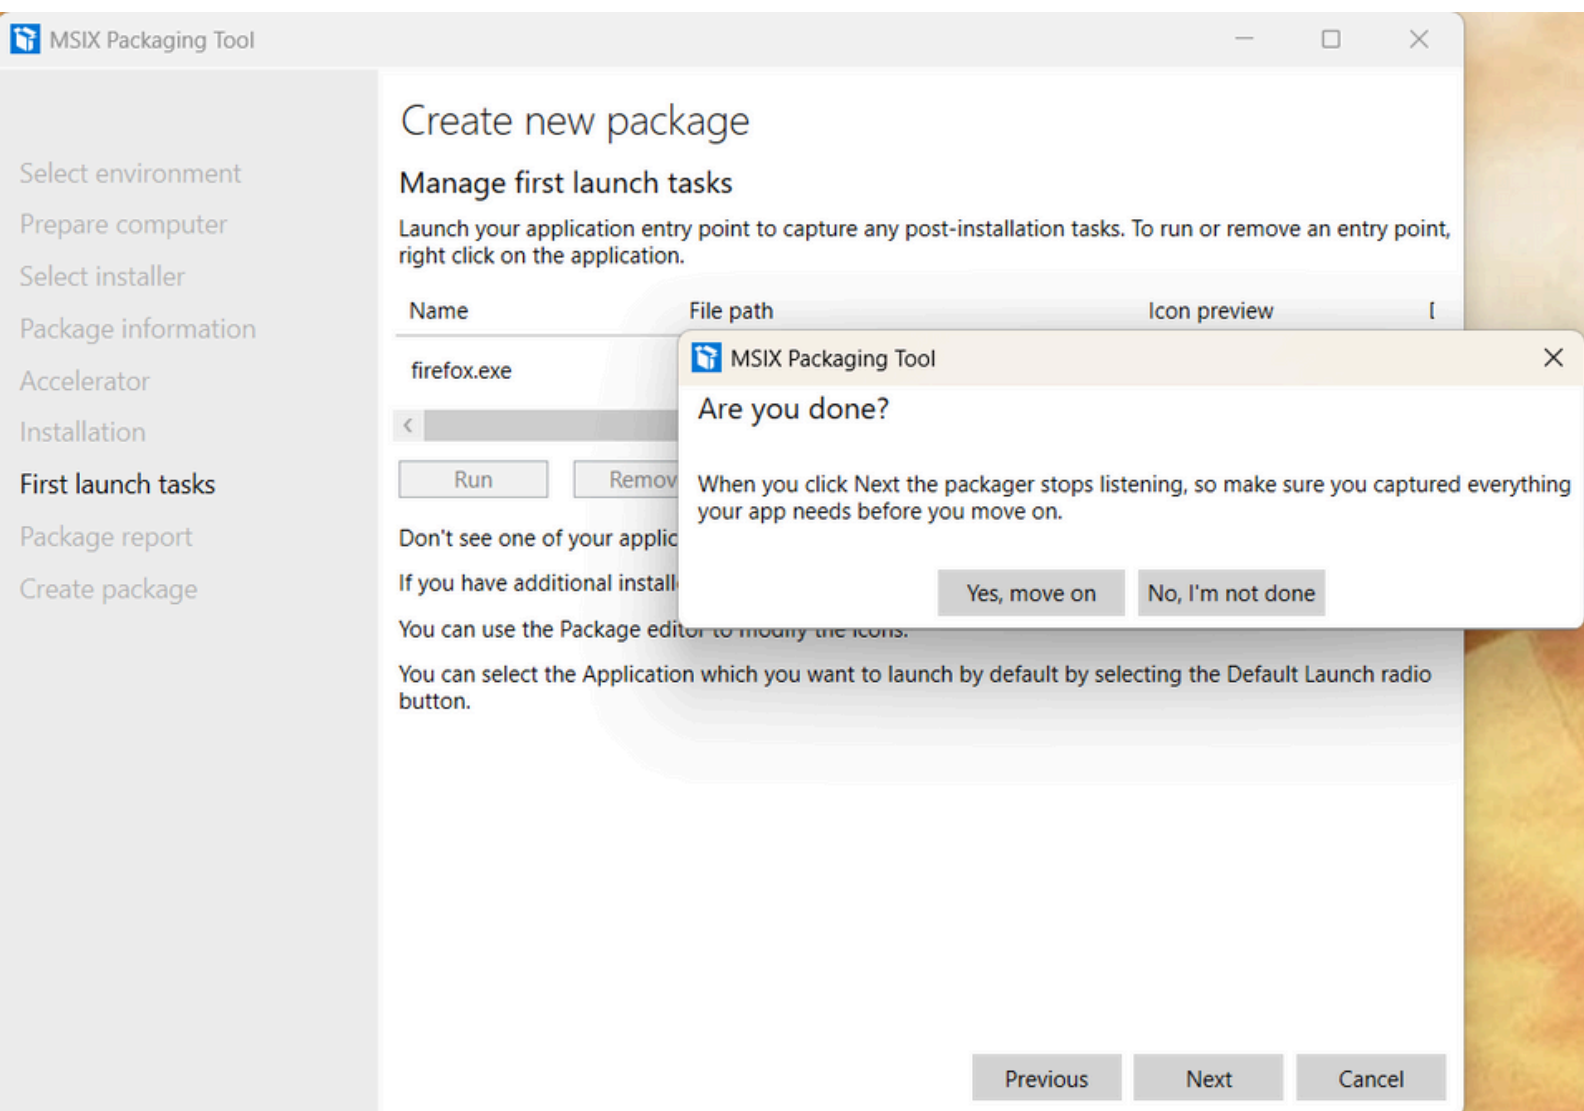 MSIX Packaging Tool
Select environment
Prepare computer
Select installer
Package information
Accelerator
Installation
First launch tasks
Package report
Create package
Create new package
Manage first launch tasks
Launch your application entry point to capture any post-installation tasks. To run or remove an entry point,
right click on the application.
Name File path Icon preview
firefox.exe
Run Remov
Don't see one of your applic
If you have additional install
You can use the Package editor to modify the icons.
You can select the Application which you want to launch by default by selecting the Default Launch radio
button.
MSIX Packaging Tool
Are you done?
When you click Next the packager stops listening, so make sure you captured everything
your app needs before you move on.
Yes, move on No, I'm not done
Previous Next Cancel